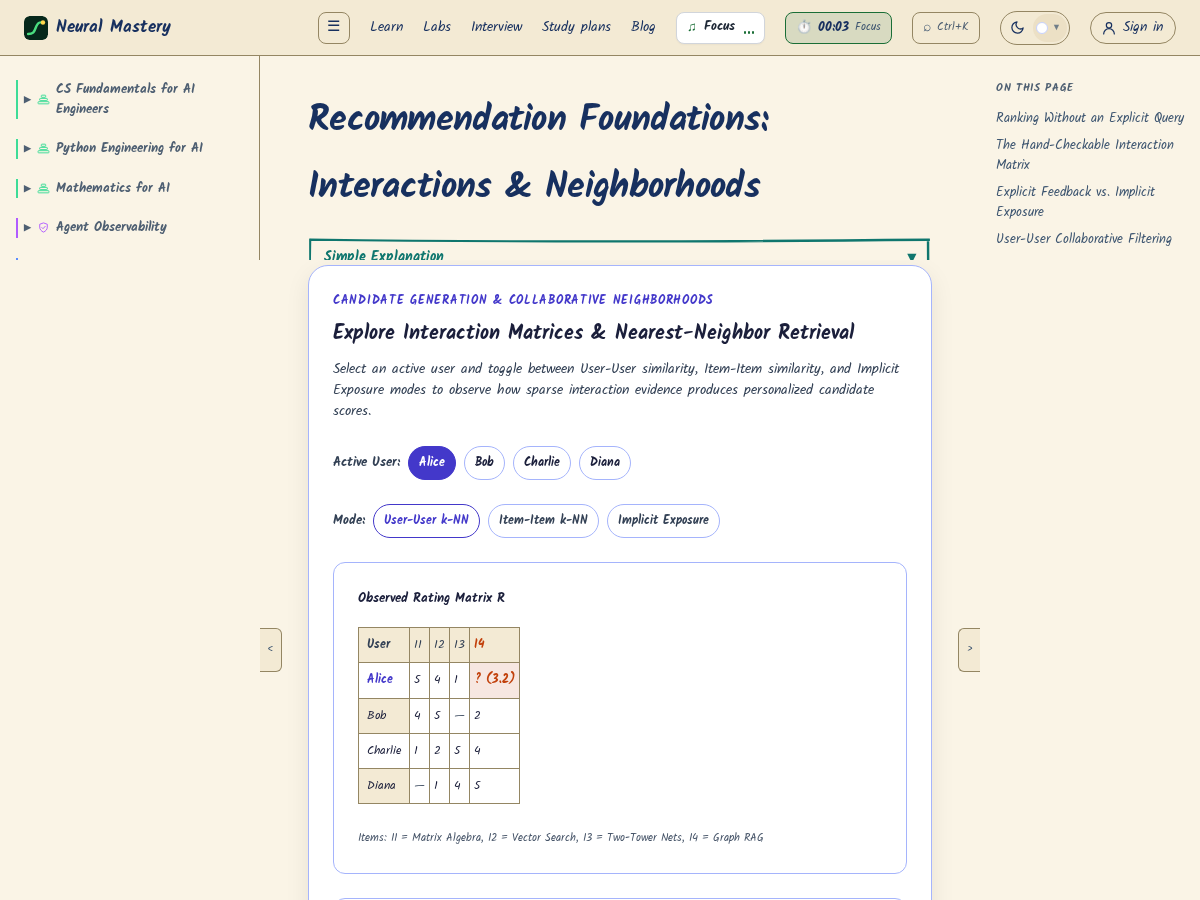 Neural Mastery
☰
Learn
Labs
Interview
Study plans
Blog
♫ Focus ...
⏱ 00:03 Focus
⌕ Ctrl+K
▾
Sign in
▶ CS Fundamentals for AI
Engineers
▶ Python Engineering for AI
▶ Mathematics for AI
▶ Agent Observability
Recommendation Foundations:
Interactions & Neighborhoods
Simple Explanation ▼
ON THIS PAGE
Ranking Without an Explicit Query
The Hand-Checkable Interaction
Matrix
Explicit Feedback vs. Implicit
Exposure
User-User Collaborative Filtering
CANDIDATE GENERATION & COLLABORATIVE NEIGHBORHOODS
Explore Interaction Matrices & Nearest-Neighbor Retrieval
Select an active user and toggle between User-User similarity, Item-Item similarity, and Implicit
Exposure modes to observe how sparse interaction evidence produces personalized candidate
scores.
Active User: Alice Bob Charlie Diana
Mode: User-User k-NN Item-Item k-NN Implicit Exposure
Observed Rating Matrix R
User I1 I2 I3 I4
Alice 5 4 1 ? (3.2)
Bob 4 5 — 2
Charlie 1 2 5 4
Diana — 1 4 5
Items: I1 = Matrix Algebra, I2 = Vector Search, I3 = Two-Tower Nets, I4 = Graph RAG
<
>